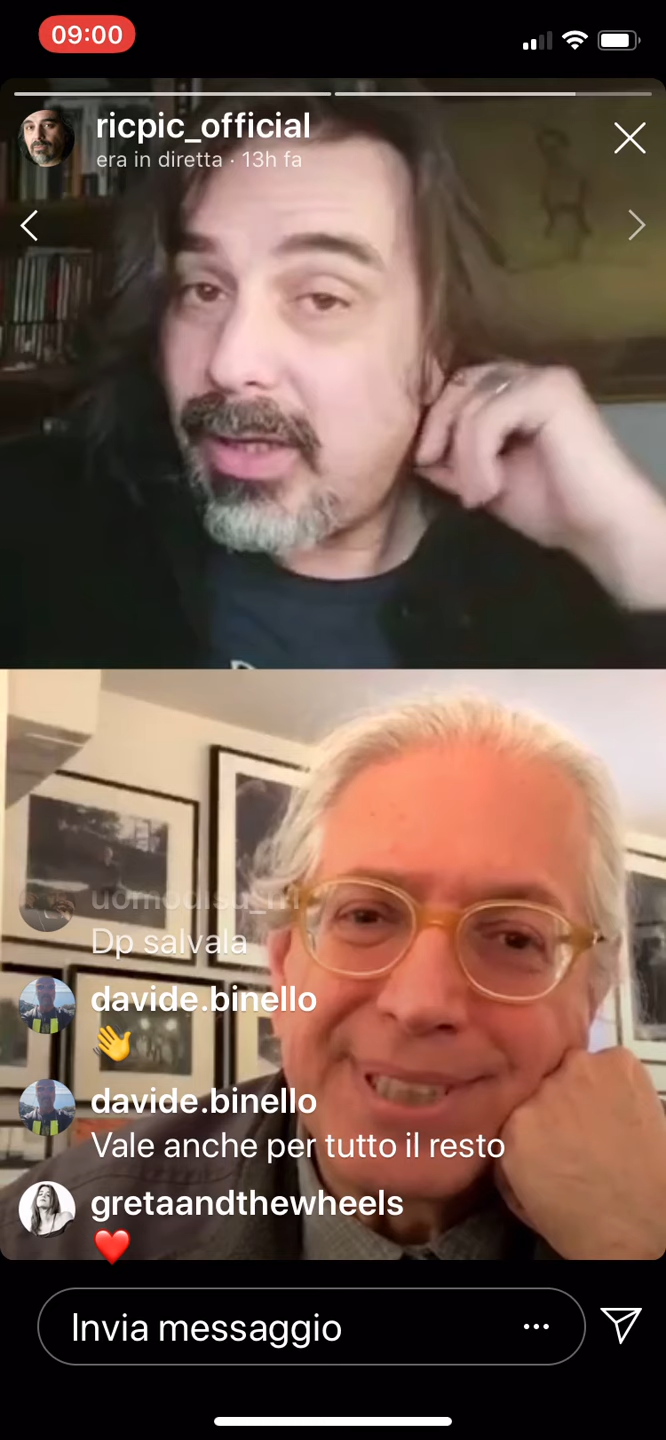 09:00
ricpic_official
era in diretta · 13h fa
Dp salvala
davide.binello
👋
davide.binello
Vale anche per tutto il resto
gretaandthewheels
❤️
Invia messaggio